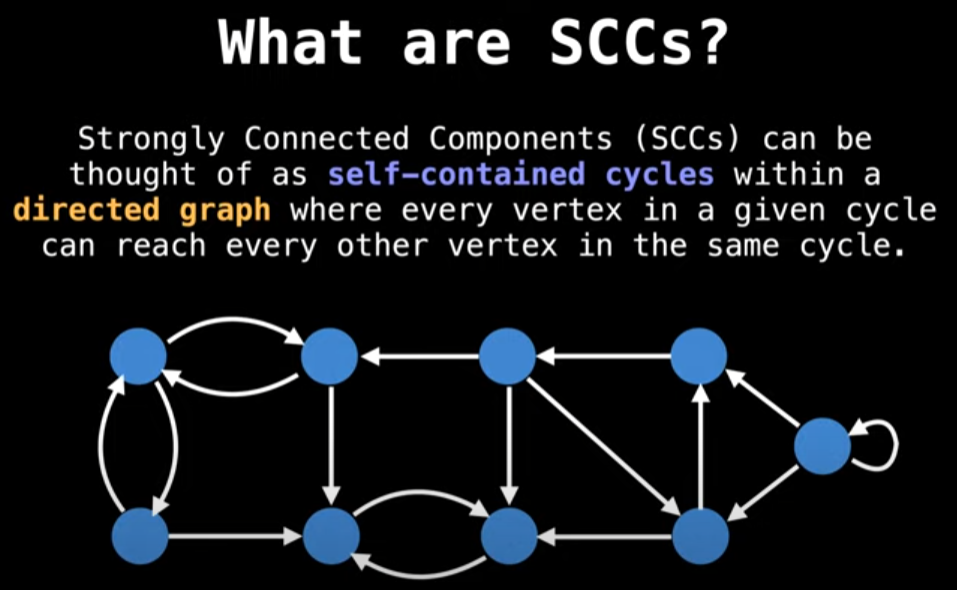 What are SCCs?
Strongly Connected Components (SCCs) can be
thought of as self-contained cycles within a
directed graph where every vertex in a given cycle
can reach every other vertex in the same cycle.